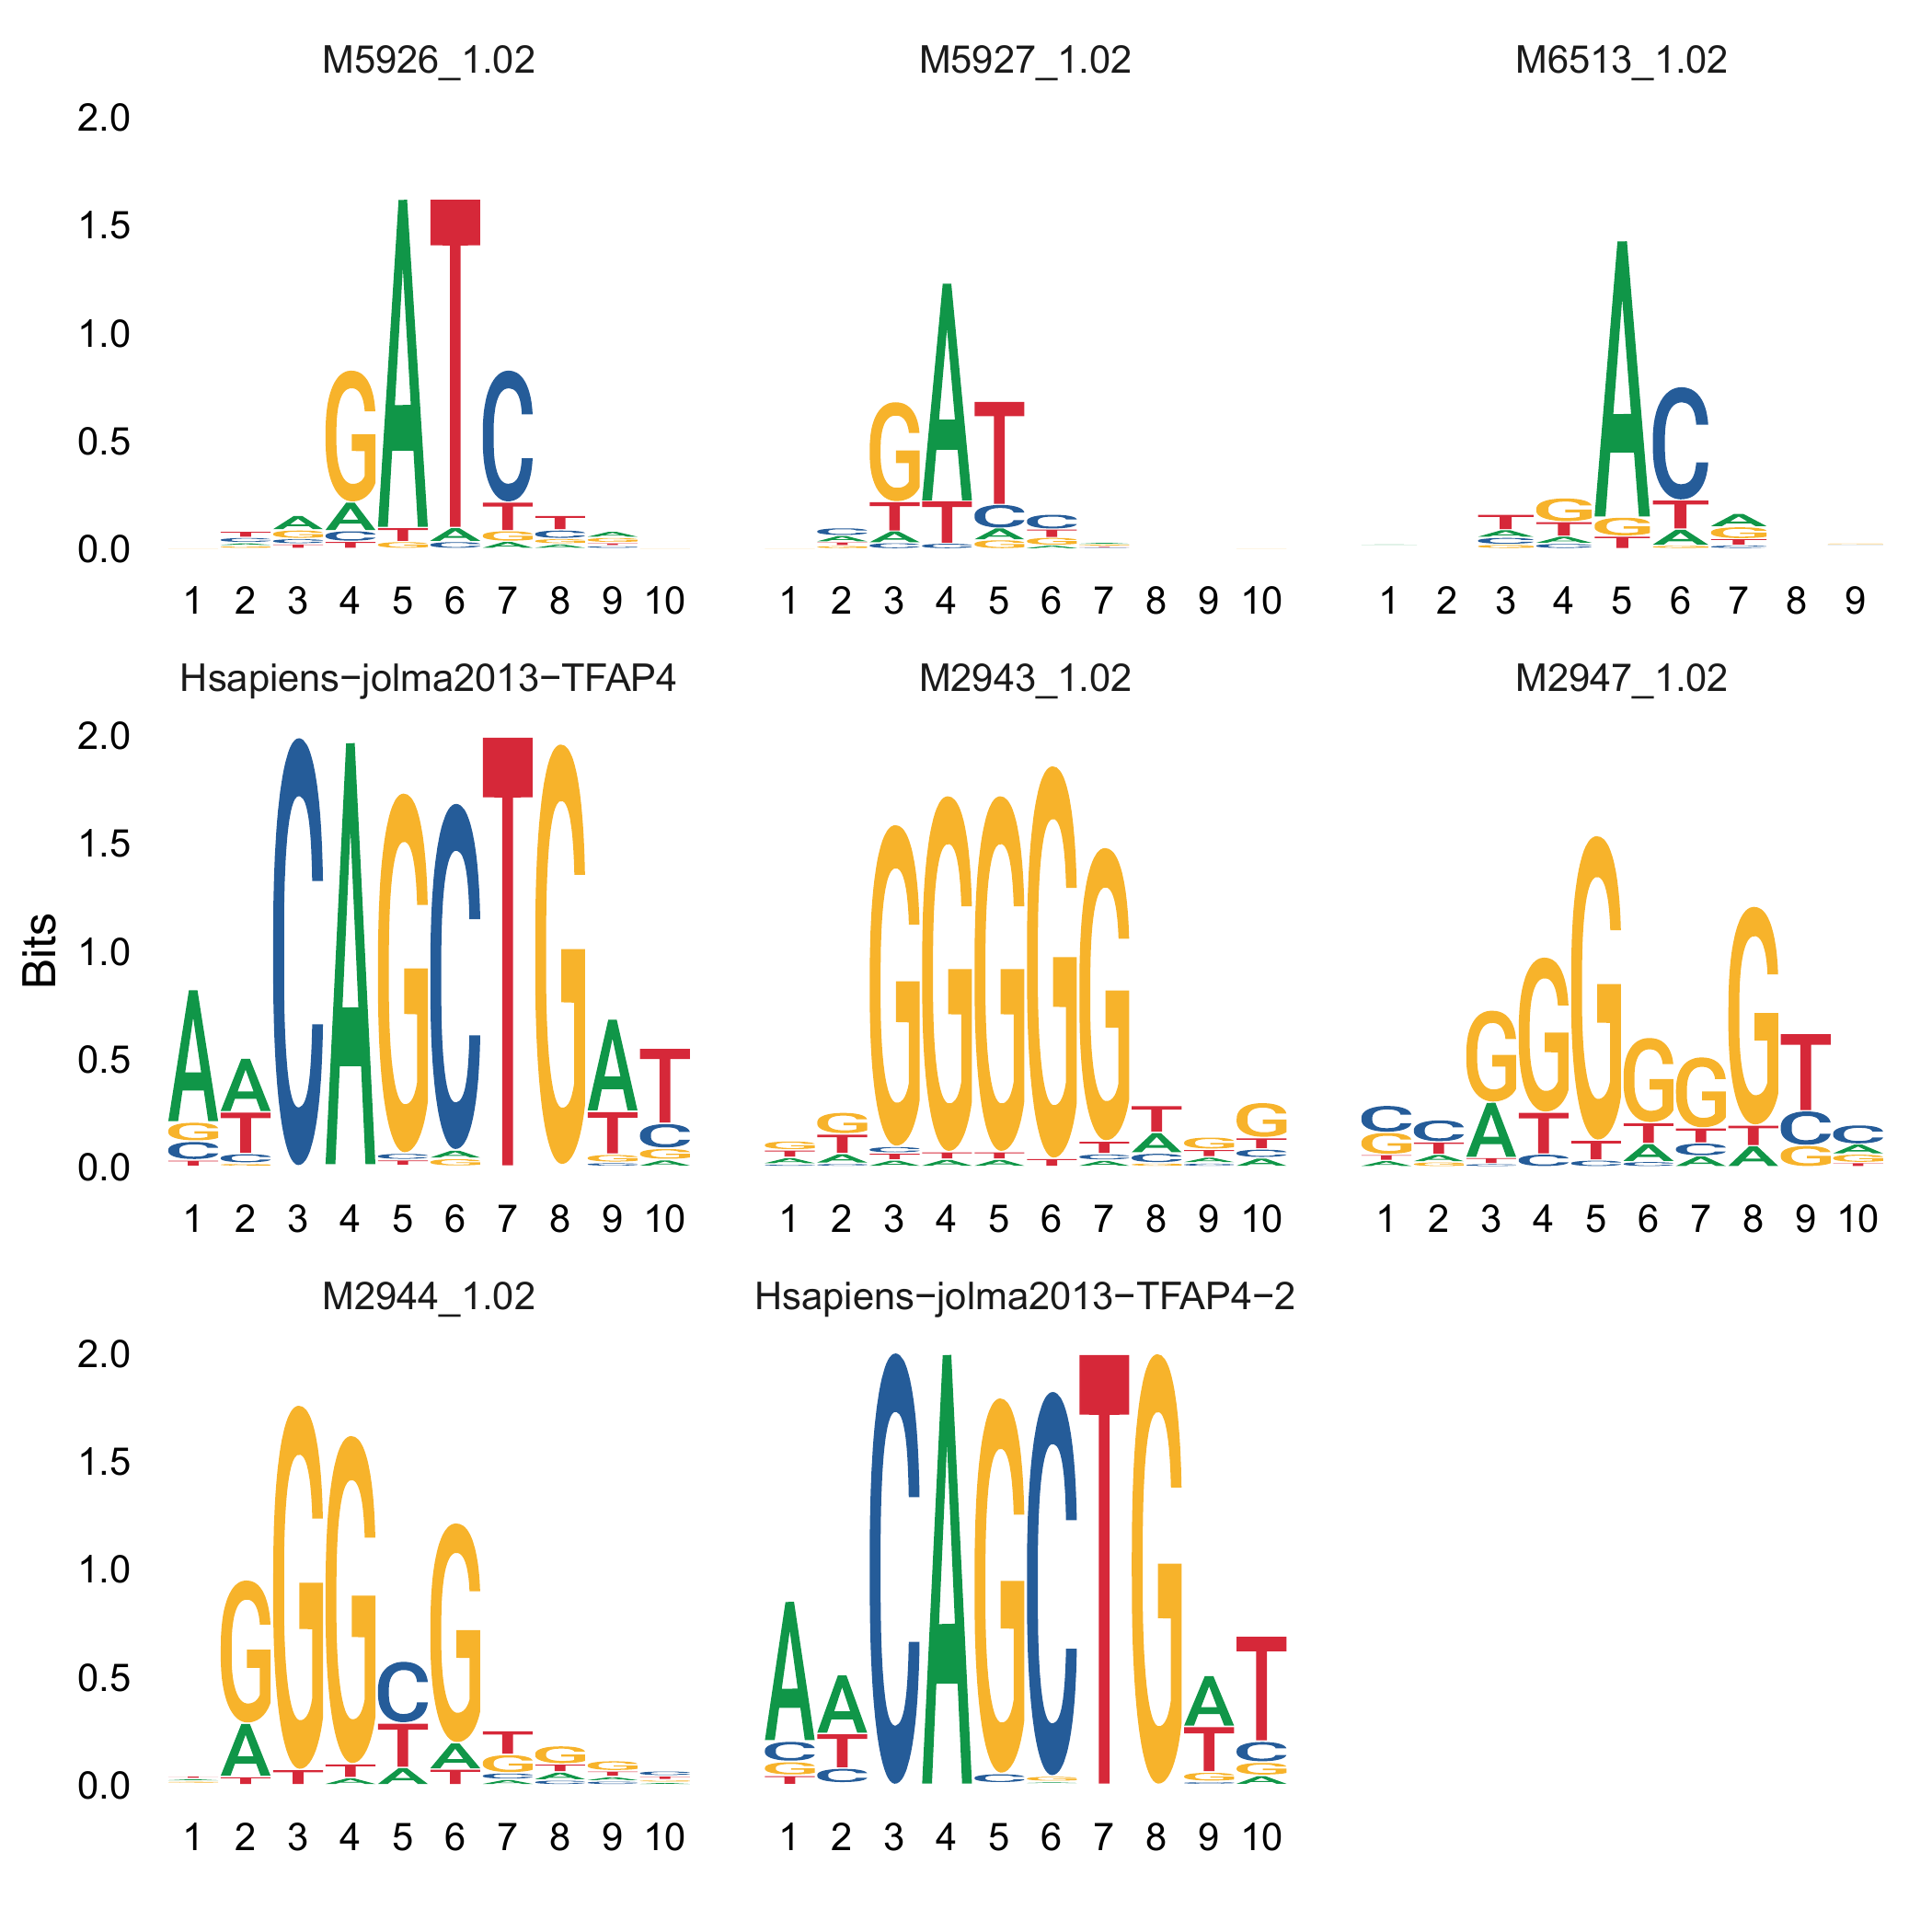 M5926_1.02 M5927_1.02 M6513_1.02
2.0
1.5
1.0
0.5
0.0
1 2 3 4 5 6 7 8 9 10 1 2 3 4 5 6 7 8 9 10 1 2 3 4 5 6 7 8 9
Hsapiens−jolma2013−TFAP4 M2943_1.02 M2947_1.02
2.0
1.5
1.0
0.5
0.0
Bits
1 2 3 4 5 6 7 8 9 10 1 2 3 4 5 6 7 8 9 10 1 2 3 4 5 6 7 8 9 10
M2944_1.02 Hsapiens−jolma2013−TFAP4−2
2.0
1.5
1.0
0.5
0.0
1 2 3 4 5 6 7 8 9 10 1 2 3 4 5 6 7 8 9 10